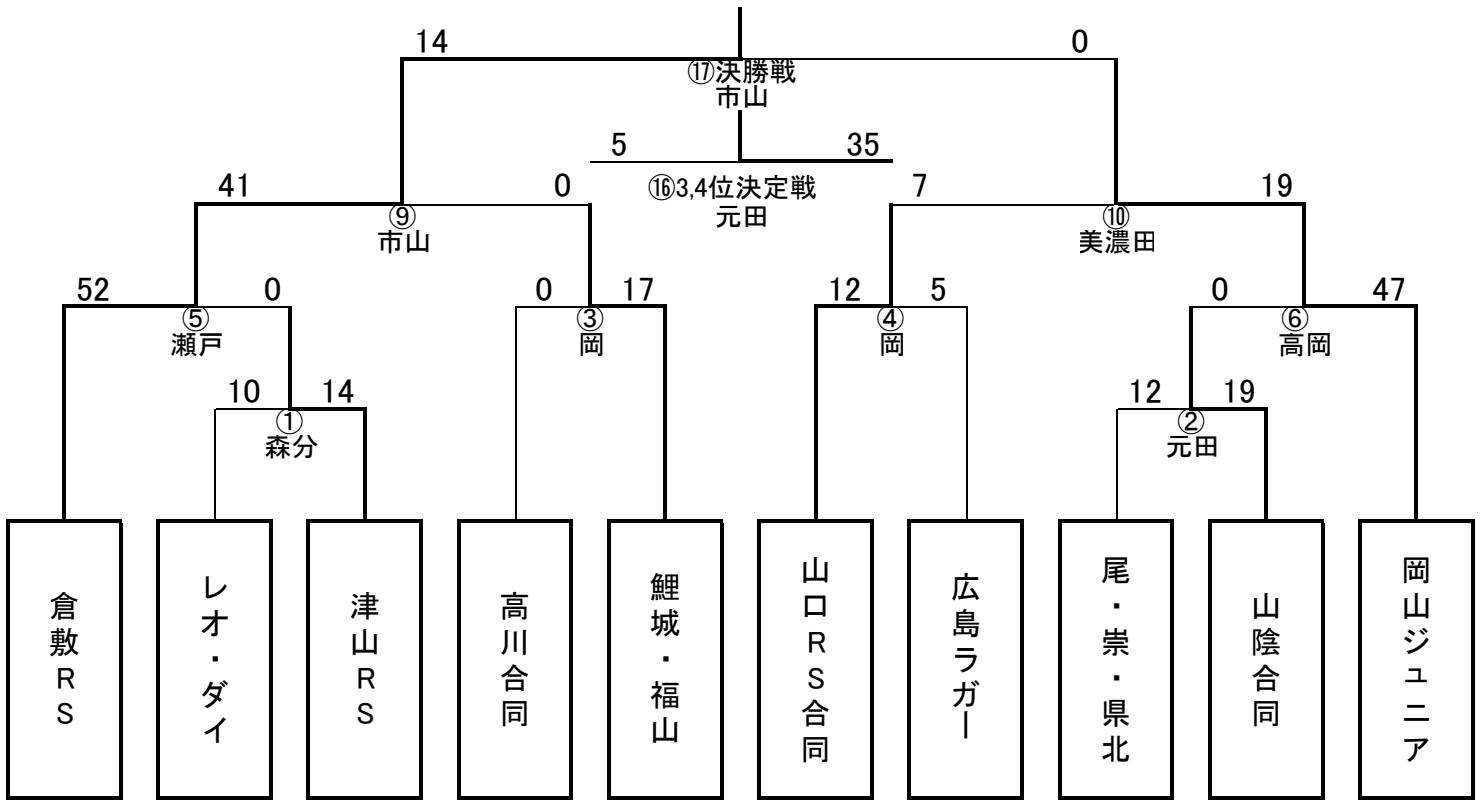 14 0
⑰決勝戦
市山
5 35
⑯3,4位決定戦
元田
41 0 7 19
⑨ ⑩
市山 美濃田
52 0 0 17 12 5 0 47
⑤ ③ ④ ⑥
瀬戸 岡 岡 高岡
10 14 12 19
① ②
森分 元田
倉敷RS
レオ・ダイ
津山RS
高川合同
鯉城・福山
山口RS合同
広島ラガー
尾・崇・県北
山陰合同
岡山ジュニア